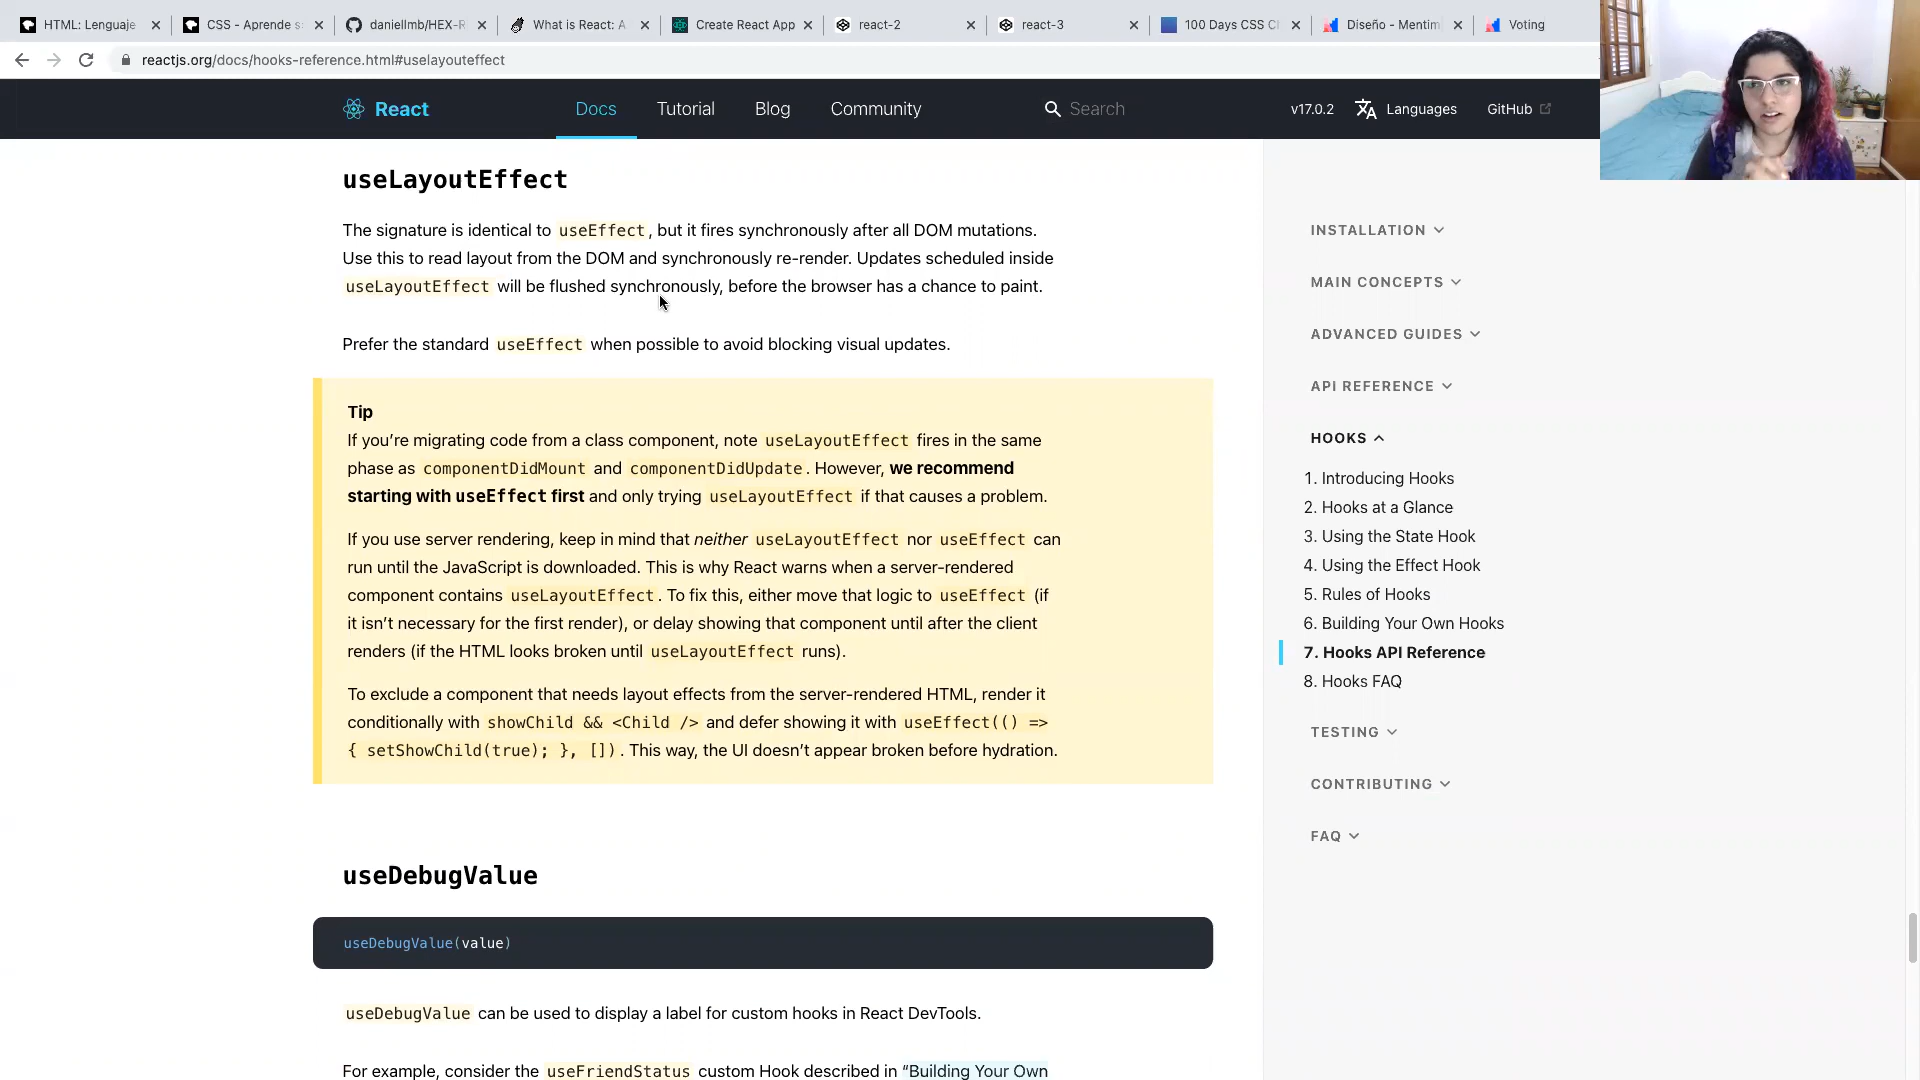 HTML: Lenguaje
CSS - Aprende s
daniellmb/HEX-R
What is React: A
Create React App
react-2
react-3
100 Days CSS Ch
Diseño - Mentim
Voting
reactjs.org/docs/hooks-reference.html#uselayouteffect
React
Docs
Tutorial
Blog
Community
Search
v17.0.2
Languages
GitHub
useLayoutEffect
The signature is identical to useEffect, but it fires synchronously after all DOM mutations.
Use this to read layout from the DOM and synchronously re-render. Updates scheduled inside
useLayoutEffect will be flushed synchronously, before the browser has a chance to paint.
Prefer the standard useEffect when possible to avoid blocking visual updates.
Tip
If you’re migrating code from a class component, note useLayoutEffect fires in the same
phase as componentDidMount and componentDidUpdate. However, we recommend
starting with useEffect first and only trying useLayoutEffect if that causes a problem.
If you use server rendering, keep in mind that neither useLayoutEffect nor useEffect can
run until the JavaScript is downloaded. This is why React warns when a server-rendered
component contains useLayoutEffect. To fix this, either move that logic to useEffect (if
it isn’t necessary for the first render), or delay showing that component until after the client
renders (if the HTML looks broken until useLayoutEffect runs).
To exclude a component that needs layout effects from the server-rendered HTML, render it
conditionally with showChild && <Child /> and defer showing it with useEffect(() =>
{ setShowChild(true); }, []). This way, the UI doesn’t appear broken before hydration.
useDebugValue
useDebugValue(value)
useDebugValue can be used to display a label for custom hooks in React DevTools.
For example, consider the useFriendStatus custom Hook described in “Building Your Own
INSTALLATION
MAIN CONCEPTS
ADVANCED GUIDES
API REFERENCE
HOOKS
1. Introducing Hooks
2. Hooks at a Glance
3. Using the State Hook
4. Using the Effect Hook
5. Rules of Hooks
6. Building Your Own Hooks
7. Hooks API Reference
8. Hooks FAQ
TESTING
CONTRIBUTING
FAQ